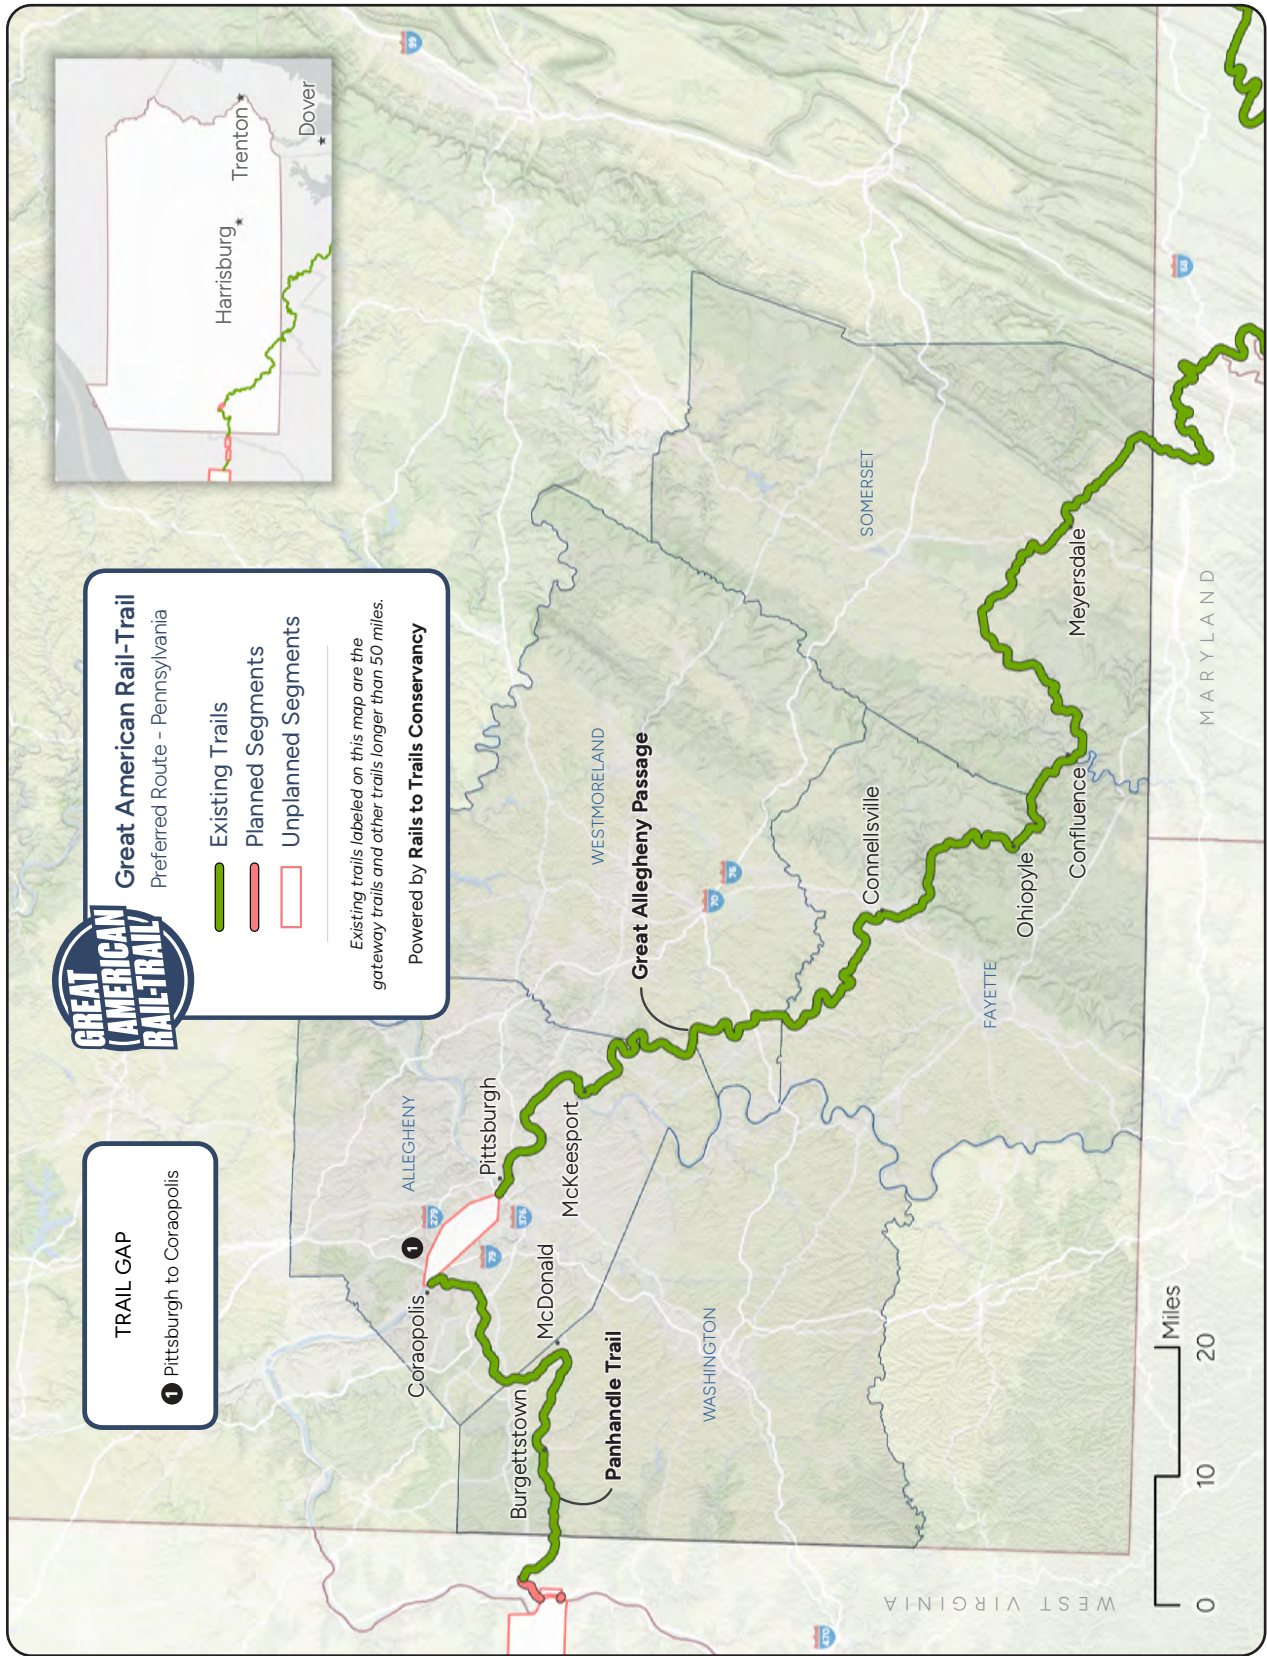 GREAT
AMERICAN
RAIL-TRAIL
Great American Rail-Trail
Preferred Route - Pennsylvania
Existing Trails
Planned Segments
Unplanned Segments
Existing trails labeled on this map are the
gateway trails and other trails longer than 50 miles.
Powered by Rails to Trails Conservancy
TRAIL GAP
1 Pittsburgh to Coraopolis
Harrisburg
Trenton
Dover
99
ALLEGHENY
279
1
Coraopolis
Pittsburgh
376
79
McKeesport
McDonald
Burgettstown
Panhandle Trail
WASHINGTON
WESTMORELAND
Great Allegheny Passage
70
76
Connellsville
SOMERSET
FAYETTE
Ohiopyle
Confluence
Meyersdale
68
MARYLAND
WEST VIRGINIA
470
0
10
20
Miles